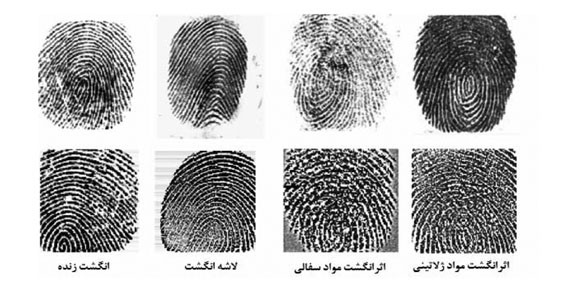 انگشت زنده
لاشه انگشت
اثرانگشت مواد سفالی
اثرانگشت مواد ژلاتینی